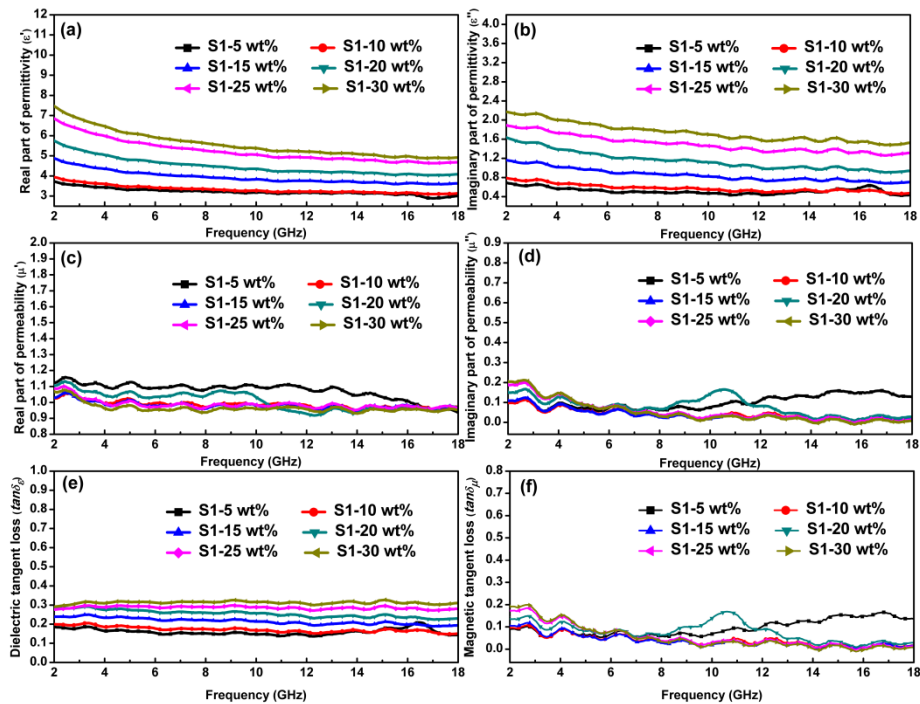 (a)
S1-5 wt% S1-10 wt%
S1-15 wt% S1-20 wt%
S1-25 wt% S1-30 wt%
Real part of permittivity (ε')
12
11
10
9
8
7
6
5
4
3
2 4 6 8 10 12 14 16 18
Frequency (GHz)
(b)
S1-5 wt% S1-10 wt%
S1-15 wt% S1-20 wt%
S1-25 wt% S1-30 wt%
Imaginary part of permittivity (ε'')
4.0
3.6
3.2
2.8
2.4
2.0
1.6
1.2
0.8
0.4
2 4 6 8 10 12 14 16 18
Frequency (GHz)
(c)
S1-5 wt% S1-10 wt%
S1-15 wt% S1-20 wt%
S1-25 wt% S1-30 wt%
Real part of permeability (μ')
2.0
1.9
1.8
1.7
1.6
1.5
1.4
1.3
1.2
1.1
1.0
0.9
0.8
2 4 6 8 10 12 14 16 18
Frequency (GHz)
(d)
S1-5 wt% S1-10 wt%
S1-15 wt% S1-20 wt%
S1-25 wt% S1-30 wt%
Imaginary part of permeability (μ'')
0.9
0.8
0.7
0.6
0.5
0.4
0.3
0.2
0.1
0.0
2 4 6 8 10 12 14 16 18
Frequency (GHz)
(e)
S1-5 wt% S1-10 wt%
S1-15 wt% S1-20 wt%
S1-25 wt% S1-30 wt%
Dielectric tangent loss (tanδε)
1.0
0.9
0.8
0.7
0.6
0.5
0.4
0.3
0.2
0.1
0.0
2 4 6 8 10 12 14 16 18
Frequency (GHz)
(f)
S1-5 wt% S1-10 wt%
S1-15 wt% S1-20 wt%
S1-25 wt% S1-30 wt%
Magnetic tangent loss (tanδμ)
0.8
0.7
0.6
0.5
0.4
0.3
0.2
0.1
0.0
2 4 6 8 10 12 14 16 18
Frequency (GHz)